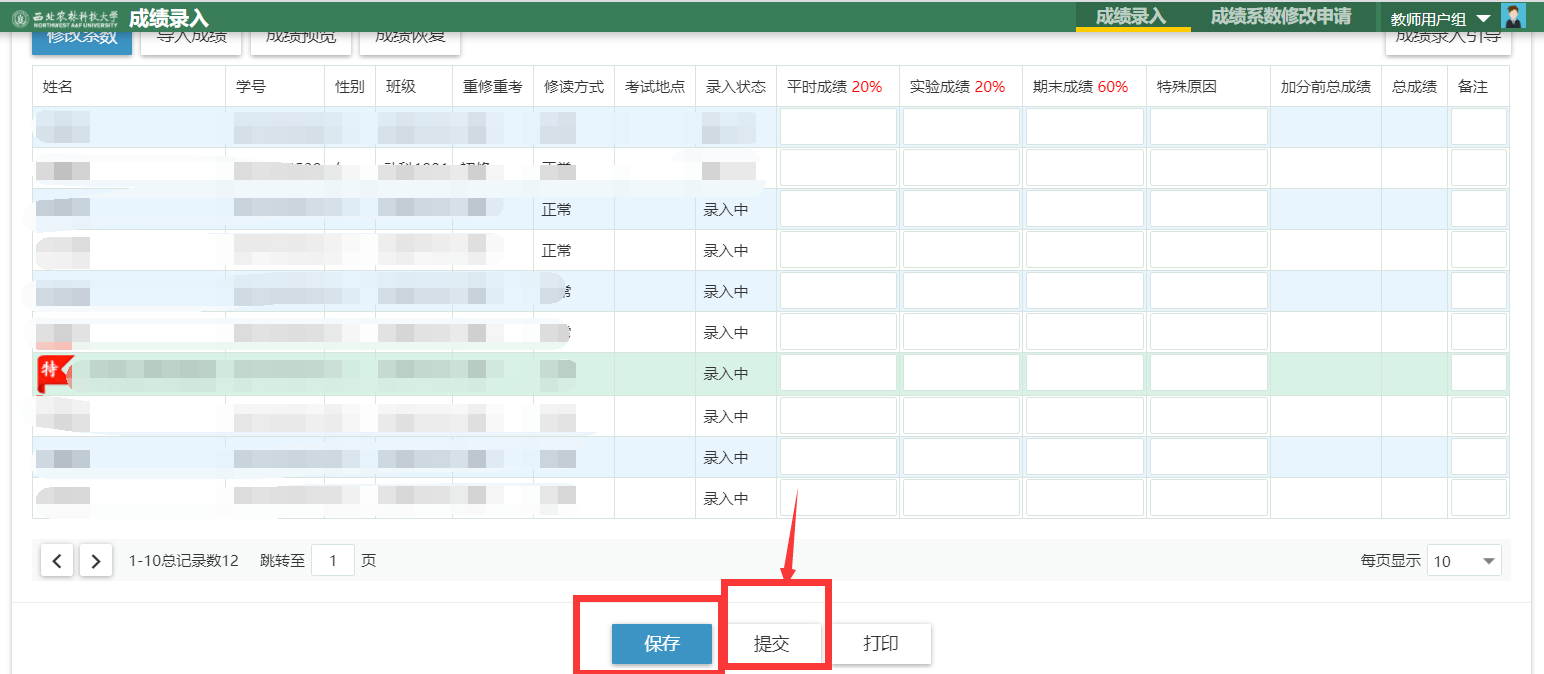 西北农林科技大学 成绩录入 成绩录入 成绩系数修改申请 教师用户组
NORTHWEST A&F UNIVERSITY
修改系数 导入成绩 成绩预览 成绩恢复 成绩录入引导
姓名 学号 性别 班级 重修重考 修读方式 考试地点 录入状态 平时成绩 20% 实验成绩 20% 期末成绩 60% 特殊原因 加分前总成绩 总成绩 备注
正常 录入中
正常 录入中
常 录入中
录入中
特 录入中
录入中
录入中
录入中
1-10总记录数12 跳转至 1 页 每页显示 10
保存 提交 打印